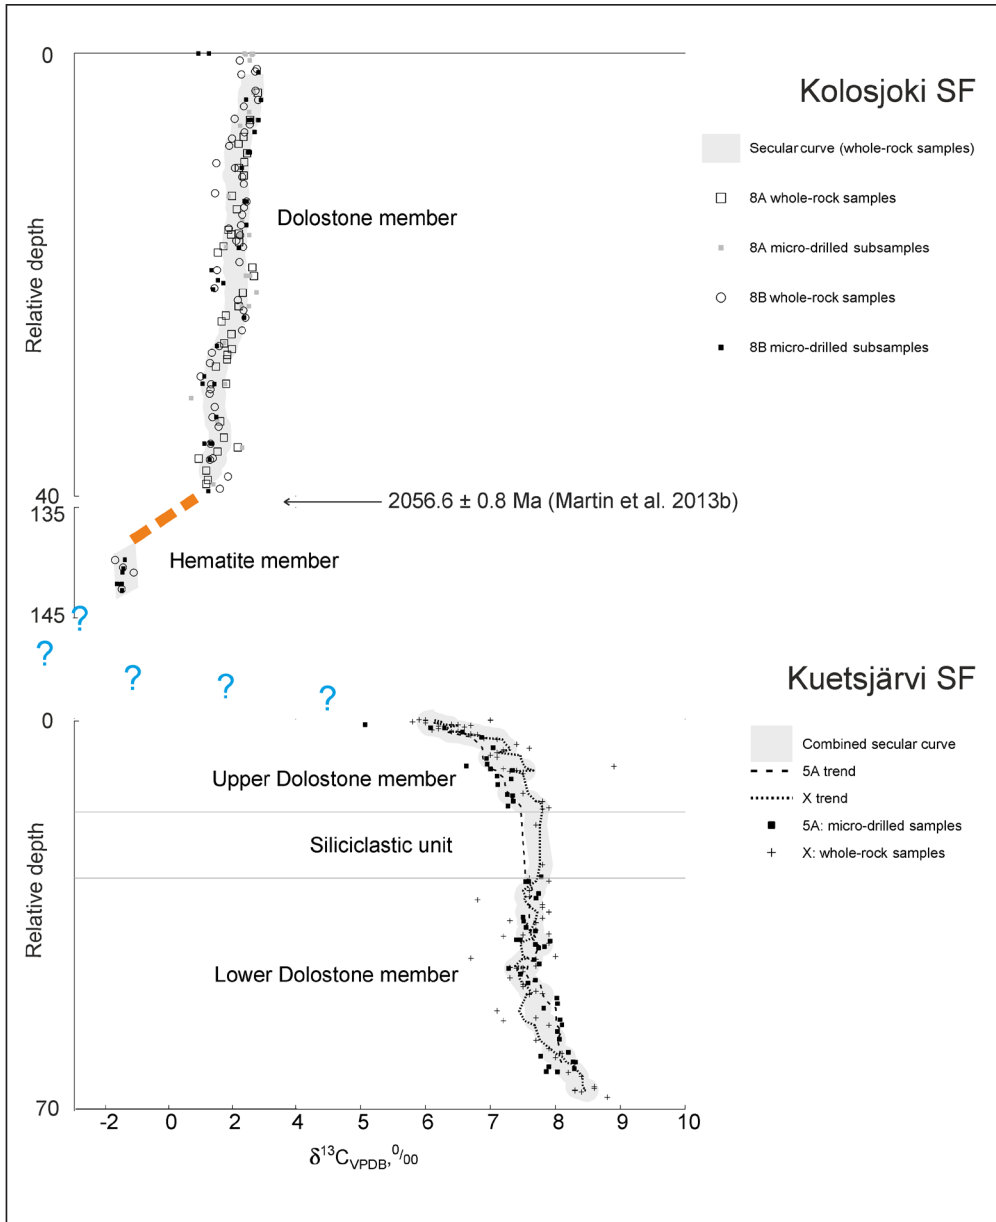 Kolosjoki SF
Secular curve (whole-rock samples)
8A whole-rock samples
8A micro-drilled subsamples
8B whole-rock samples
8B micro-drilled subsamples
0
Relative depth
Dolostone member
40
2056.6 ± 0.8 Ma (Martin et al. 2013b)
135
Hematite member
145
?
?
?
?
?
Kuetsjärvi SF
Combined secular curve
5A trend
X trend
5A: micro-drilled samples
X: whole-rock samples
0
Relative depth
Upper Dolostone member
Siliciclastic unit
Lower Dolostone member
70
-2 0 2 4 5 6 7 8 9 10
δ¹³C_VPDB, ⁰/₀₀